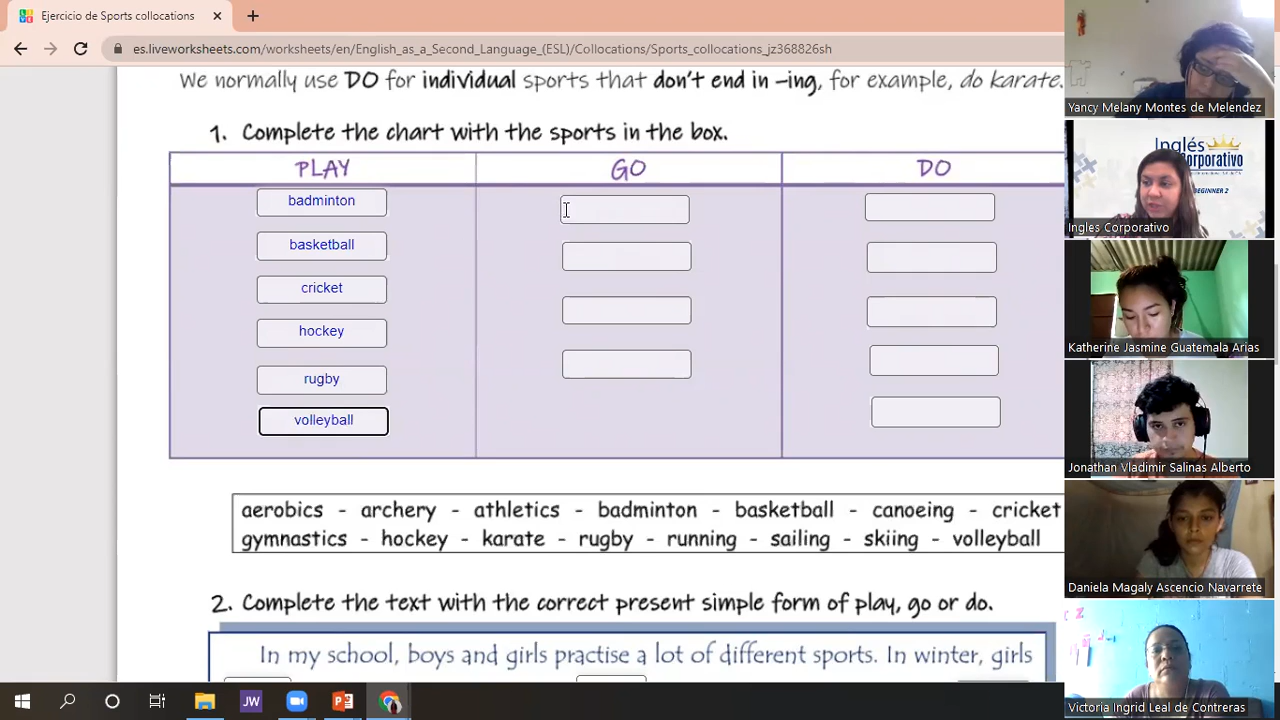 Ejercicio de Sports collocations
es.liveworksheets.com/worksheets/en/English_as_a_Second_Language_(ESL)/Collocations/Sports_collocations_jz368826sh
We normally use DO for individual sports that don't end in -ing, for example, do karate.
1. Complete the chart with the sports in the box.
PLAY GO DO
badminton
basketball
cricket
hockey
rugby
volleyball
aerobics - archery - athletics - badminton - basketball - canoeing - cricket
gymnastics - hockey - karate - rugby - running - sailing - skiing - volleyball
2. Complete the text with the correct present simple form of play, go or do.
In my school, boys and girls practise a lot of different sports. In winter, girls
Yancy Melany Montes de Melendez
Inglés
Corporativo
BEGINNER 2
Ingles Corporativo
Katherine Jasmine Guatemala Arias
Jonathan Vladimir Salinas Alberto
Daniela Magaly Ascencio Navarrete
Victoria Ingrid Leal de Contreras
JW